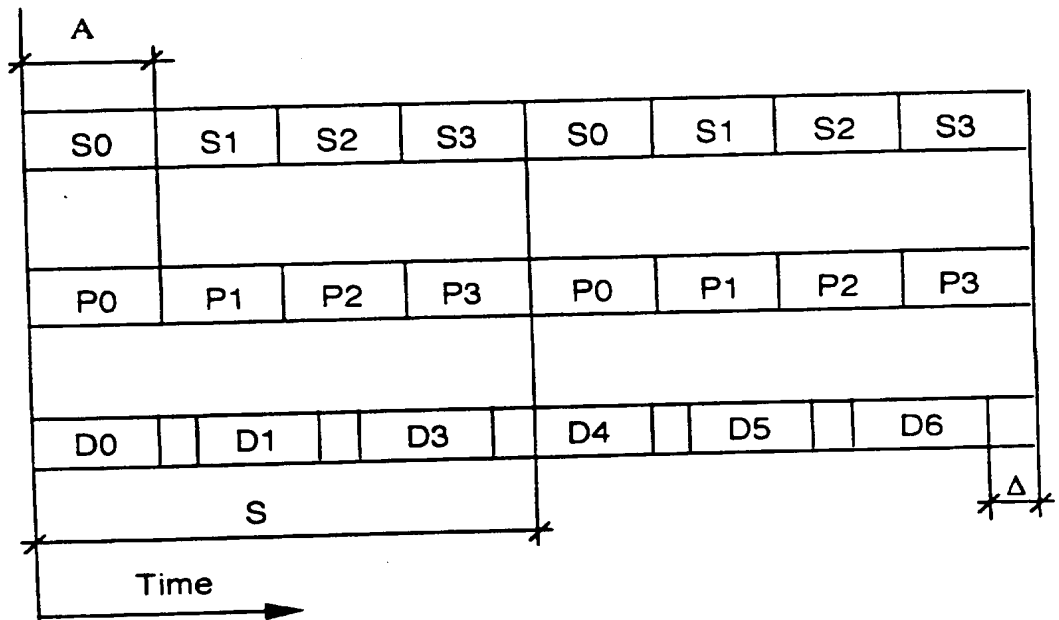 A
S0 S1 S2 S3 S0 S1 S2 S3
P0 P1 P2 P3 P0 P1 P2 P3
D0 D1 D3 D4 D5 D6
Δ
S
Time